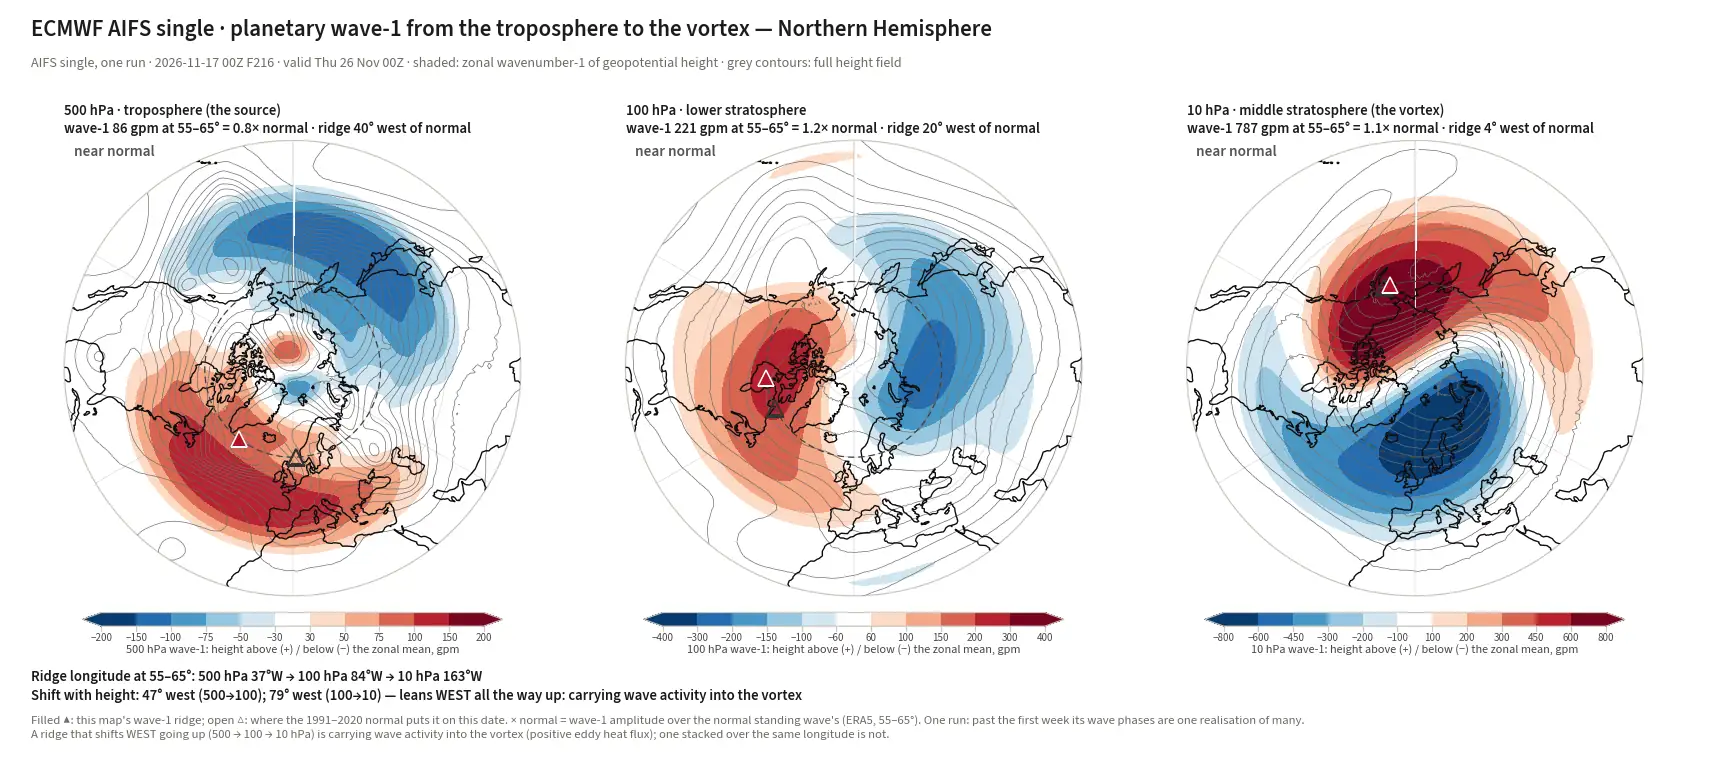 ECMWF AIFS single · planetary wave-1 from the troposphere to the vortex — Northern Hemisphere
AIFS single, one run · 2026-11-17 00Z F216 · valid Thu 26 Nov 00Z · shaded: zonal wavenumber-1 of geopotential height · grey contours: full height field
500 hPa · troposphere (the source)
wave-1 86 gpm at 55–65° = 0.8× normal · ridge 40° west of normal
near normal
100 hPa · lower stratosphere
wave-1 221 gpm at 55–65° = 1.2× normal · ridge 20° west of normal
near normal
10 hPa · middle stratosphere (the vortex)
wave-1 787 gpm at 55–65° = 1.1× normal · ridge 4° west of normal
near normal
−200 −150 −100 −75 −50 −30 30 50 75 100 150 200
500 hPa wave-1: height above (+) / below (−) the zonal mean, gpm
−400 −300 −200 −150 −100 −60 60 100 150 200 300 400
100 hPa wave-1: height above (+) / below (−) the zonal mean, gpm
−800 −600 −450 −300 −200 −100 100 200 300 450 600 800
10 hPa wave-1: height above (+) / below (−) the zonal mean, gpm
Ridge longitude at 55–65°: 500 hPa 37°W → 100 hPa 84°W → 10 hPa 163°W
Shift with height: 47° west (500→100); 79° west (100→10) — leans WEST all the way up: carrying wave activity into the vortex
Filled ▲: this map's wave-1 ridge; open △: where the 1991–2020 normal puts it on this date. × normal = wave-1 amplitude over the normal standing wave's (ERA5, 55–65°). One run: past the first week its wave phases are one realisation of many.
A ridge that shifts WEST going up (500 → 100 → 10 hPa) is carrying wave activity into the vortex (positive eddy heat flux); one stacked over the same longitude is not.